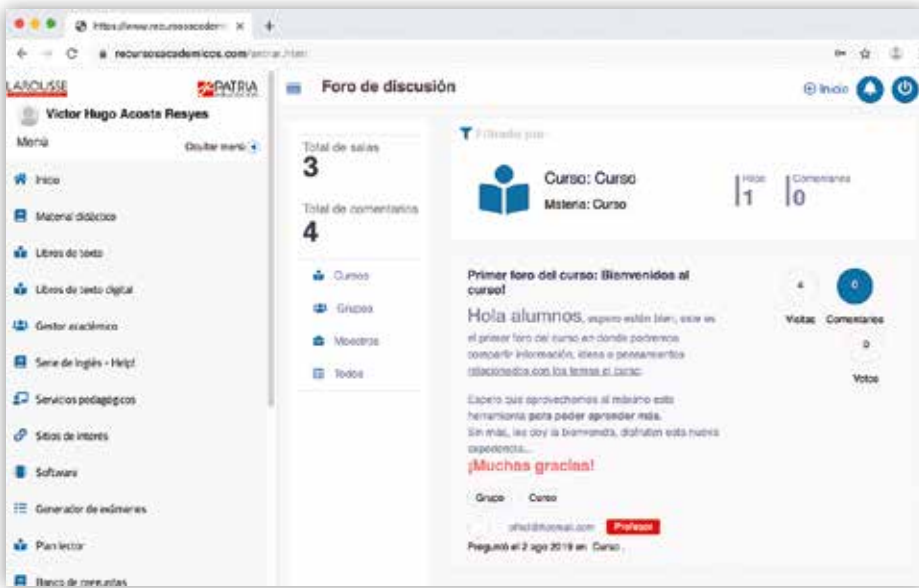 https://www.recursosacadem
recursosacademicos.com/entrar.html
LAROUSSE
PATRIA
Victor Hugo Acosta Resyes
Menú
Ocultar menú
Inicio
Material didáctico
Libros de texto
Libros de texto digital
Gestor académico
Serie de inglés - Help!
Servicios pedagógicos
Sitios de interés
Software
Generador de exámenes
Plan lector
Banco de preguntas
Foro de discusión
Inicio
Total de salas
3
Total de comentarios
4
Cursos
Grupos
Maestros
Todos
Filtrado por:
Curso: Curso
Materia: Curso
1
Comentarios
0
Primer foro del curso: Bienvenidos al
curso!
Hola alumnos, espero estén bien, este es
el primer foro del curso en donde podremos
compartir información, ideas o pensamientos
relacionados con los temas el curso.
Espero que aprovechemos al máximo esta
herramienta para poder aprender más.
Sin más, les doy la bienvenida, disfruten esta nueva
experiencia...
¡Muchas gracias!
4
Visitas
0
Comentarios
0
Votos
Grupo
Curso
Profesor
Preguntó el 2 ago 2019 en Curso .